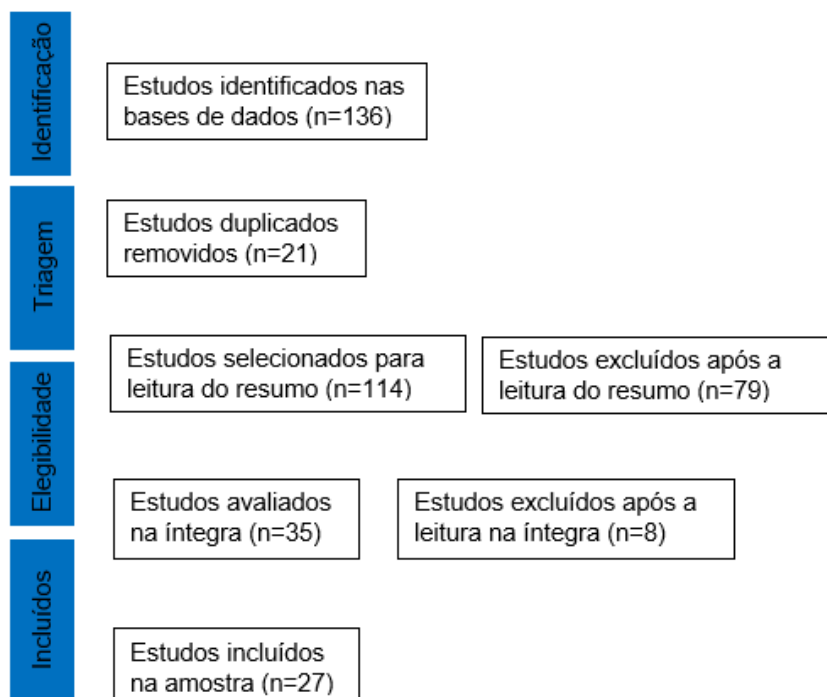 Identificação
Estudos identificados nas
bases de dados (n=136)
Triagem
Estudos duplicados
removidos (n=21)
Estudos selecionados para
leitura do resumo (n=114)
Estudos excluídos após a
leitura do resumo (n=79)
Elegibilidade
Estudos avaliados
na íntegra (n=35)
Estudos excluídos após a
leitura na íntegra (n=8)
Incluídos
Estudos incluídos
na amostra (n=27)